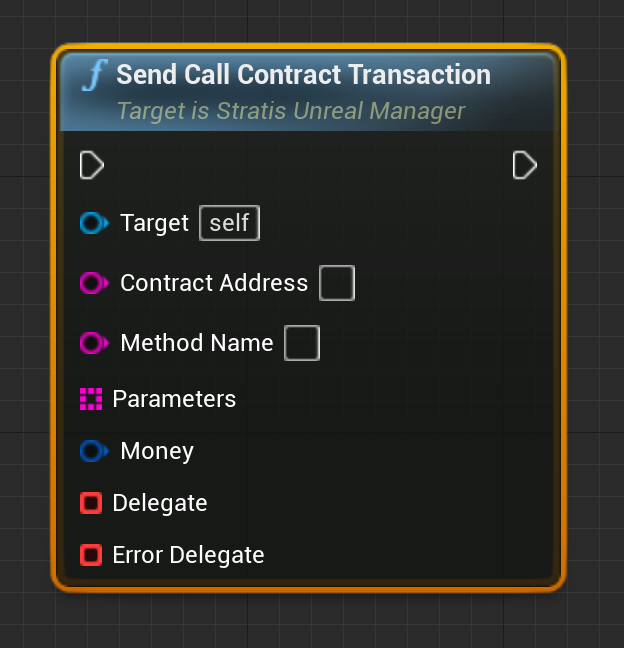 f Send Call Contract Transaction
Target is Stratis Unreal Manager
Target self
Contract Address
Method Name
Parameters
Money
Delegate
Error Delegate